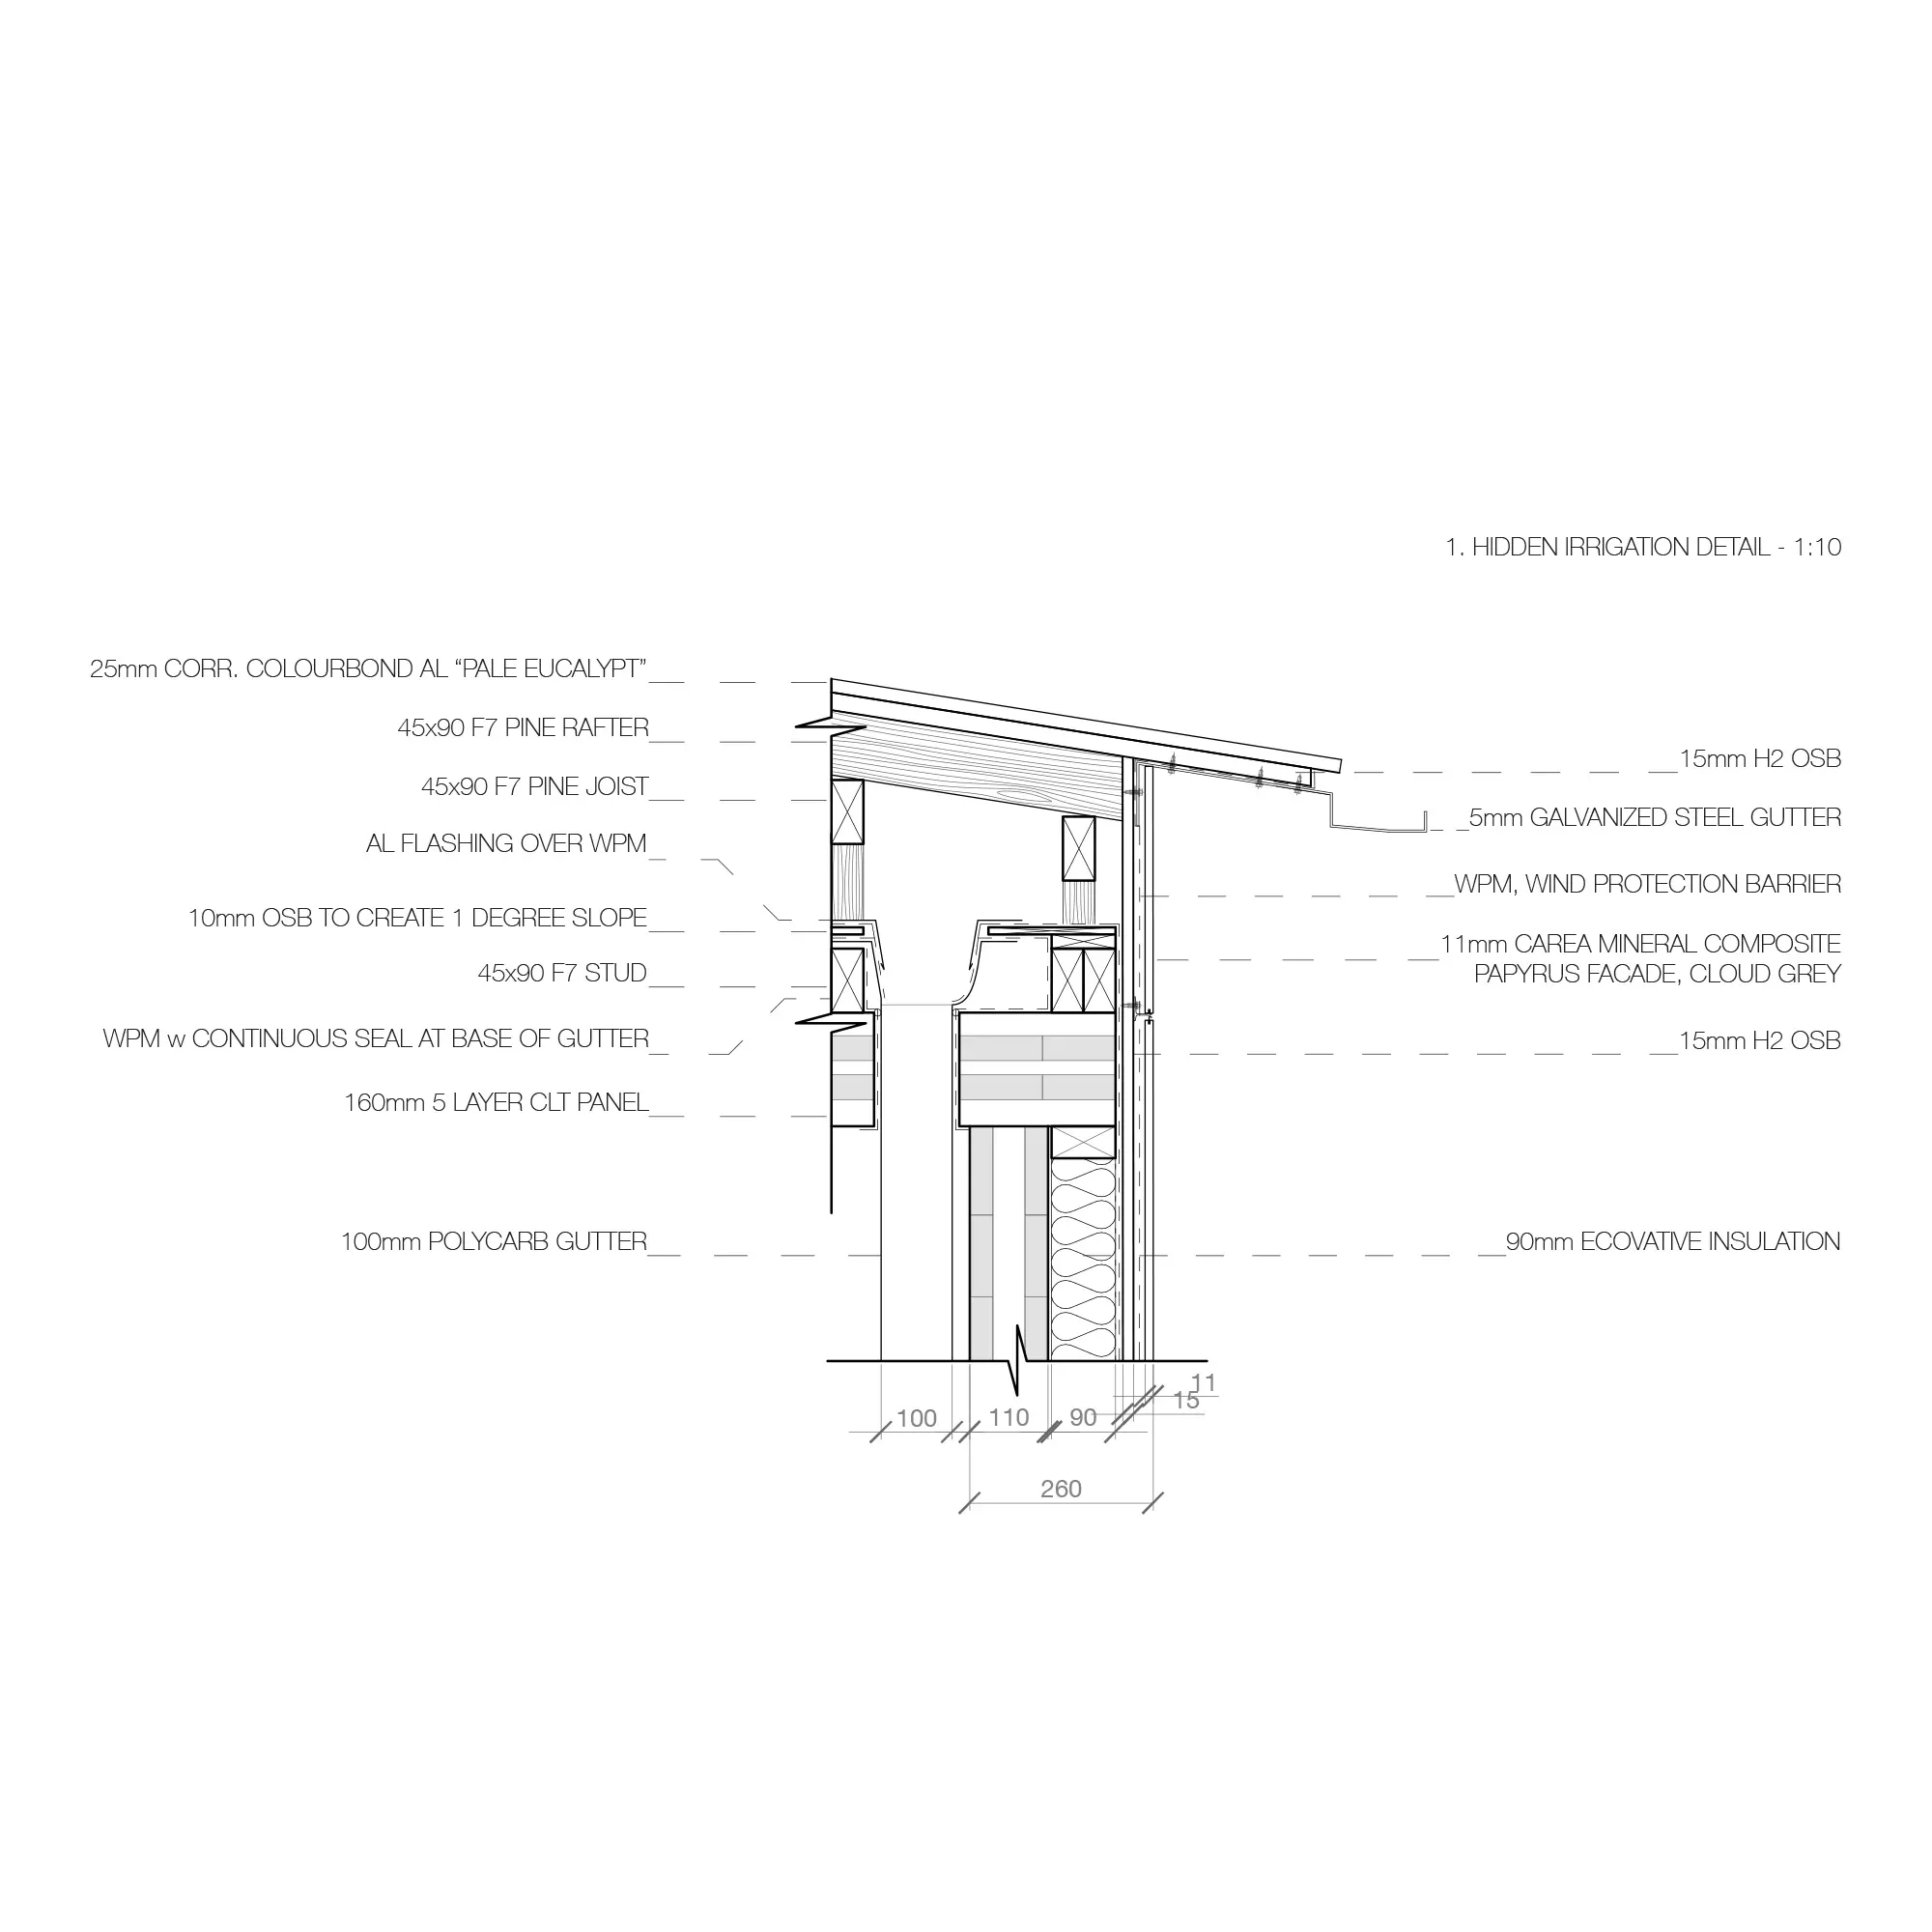 1. HIDDEN IRRIGATION DETAIL - 1:10
25mm CORR. COLOURBOND AL “PALE EUCALYPT”
45x90 F7 PINE RAFTER
45x90 F7 PINE JOIST
AL FLASHING OVER WPM
10mm OSB TO CREATE 1 DEGREE SLOPE
45x90 F7 STUD
WPM w CONTINUOUS SEAL AT BASE OF GUTTER
160mm 5 LAYER CLT PANEL
100mm POLYCARB GUTTER
15mm H2 OSB
5mm GALVANIZED STEEL GUTTER
WPM, WIND PROTECTION BARRIER
11mm CAREA MINERAL COMPOSITE
PAPYRUS FACADE, CLOUD GREY
15mm H2 OSB
90mm ECOVATIVE INSULATION
11
15
100
110
90
260